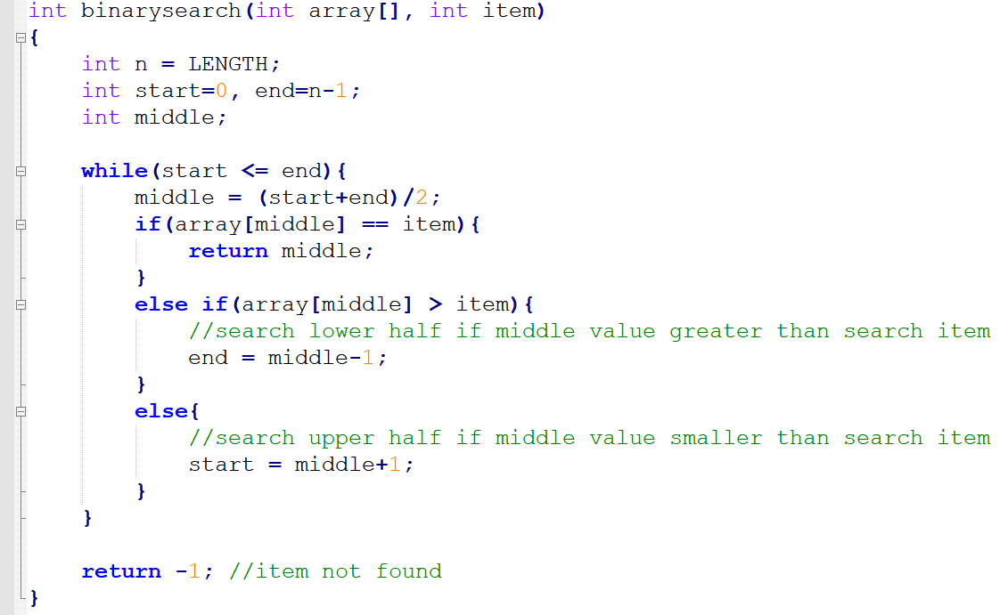 int binarysearch(int array[], int item)
{
    int n = LENGTH;
    int start=0, end=n-1;
    int middle;

    while(start <= end){
        middle = (start+end)/2;
        if(array[middle] == item){
            return middle;
        }
        else if(array[middle] > item){
            //search lower half if middle value greater than search item
            end = middle-1;
        }
        else{
            //search upper half if middle value smaller than search item
            start = middle+1;
        }
    }

    return -1; //item not found
}